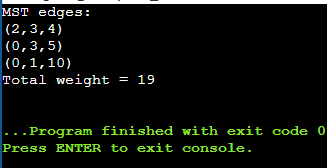 MST edges:
(2,3,4)
(0,3,5)
(0,1,10)
Total weight = 19
...Program finished with exit code 0
Press ENTER to exit console.